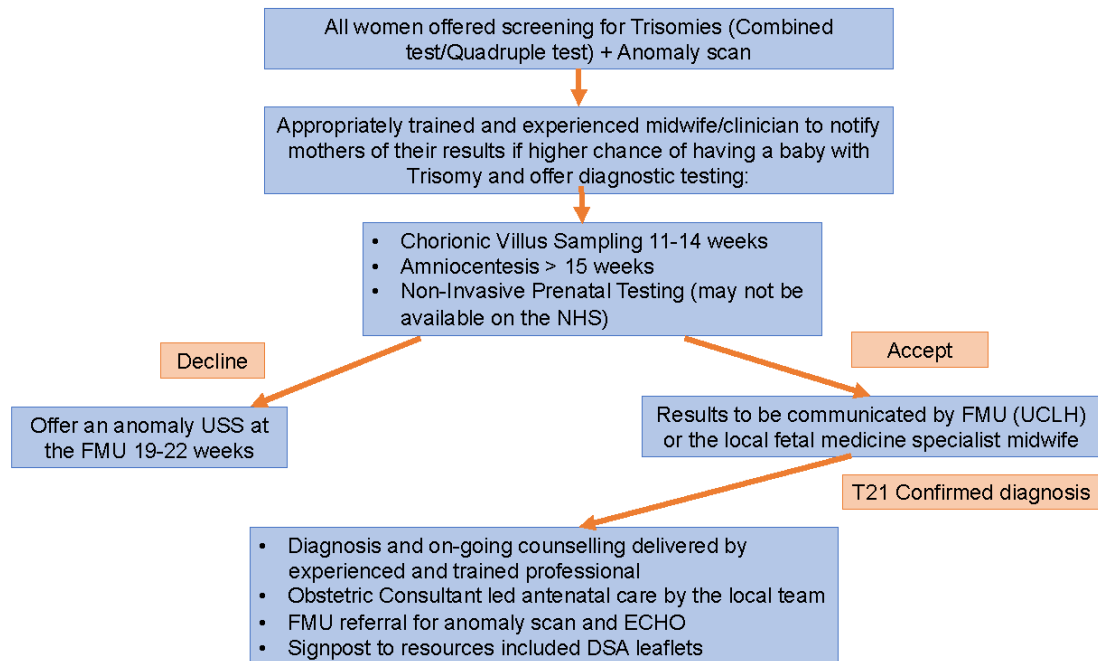 All women offered screening for Trisomies (Combined
test/Quadruple test) + Anomaly scan
Appropriately trained and experienced midwife/clinician to notify
mothers of their results if higher chance of having a baby with
Trisomy and offer diagnostic testing:
• Chorionic Villus Sampling 11-14 weeks
• Amniocentesis > 15 weeks
• Non-Invasive Prenatal Testing (may not be
available on the NHS)
Decline
Accept
Offer an anomaly USS at
the FMU 19-22 weeks
Results to be communicated by FMU (UCLH)
or the local fetal medicine specialist midwife
T21 Confirmed diagnosis
• Diagnosis and on-going counselling delivered by
experienced and trained professional
• Obstetric Consultant led antenatal care by the local team
• FMU referral for anomaly scan and ECHO
• Signpost to resources included DSA leaflets